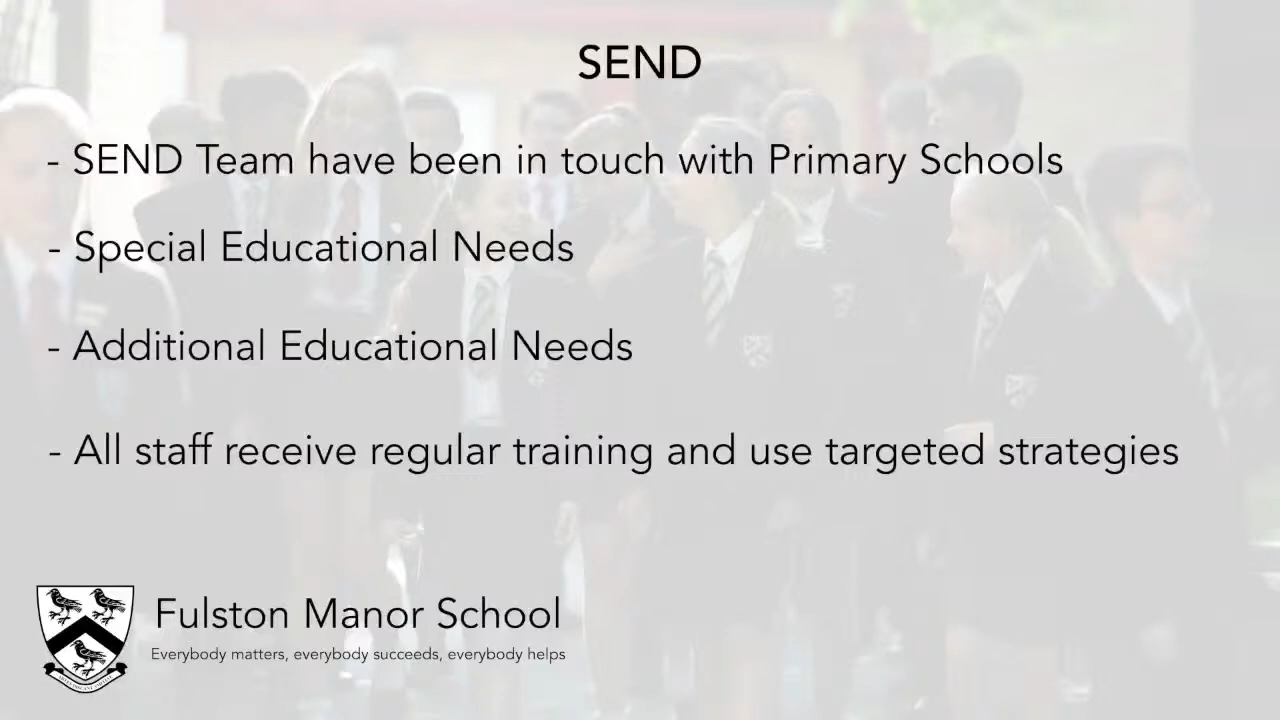 SEND
- SEND Team have been in touch with Primary Schools
- Special Educational Needs
- Additional Educational Needs
- All staff receive regular training and use targeted strategies
Fulston Manor School
Everybody matters, everybody succeeds, everybody helps